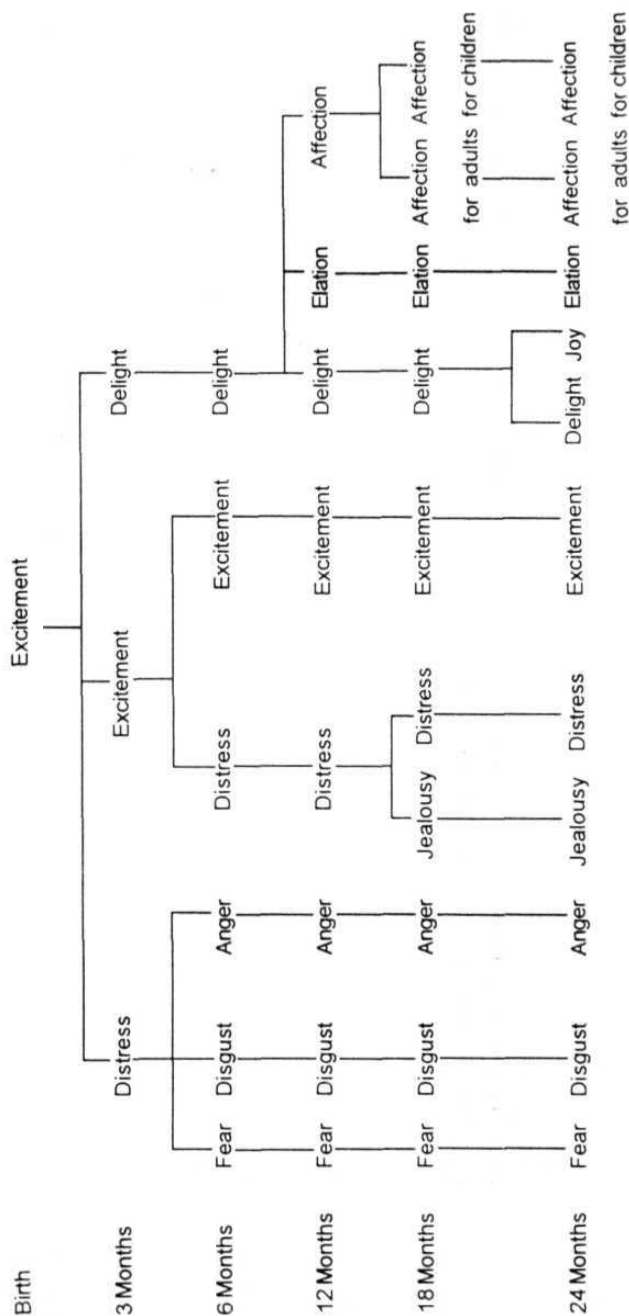 Excitement
Birth
3 Months Distress Excitement Delight
6 Months Fear Disgust Anger Distress Excitement Delight
12 Months Fear Disgust Anger Distress Excitement Delight Elation Affection
18 Months Fear Disgust Anger Jealousy Distress Excitement Delight Elation Affection Affection
for adults for children
24 Months Fear Disgust Anger Jealousy Distress Excitement Delight Joy Elation Affection Affection
for adults for children